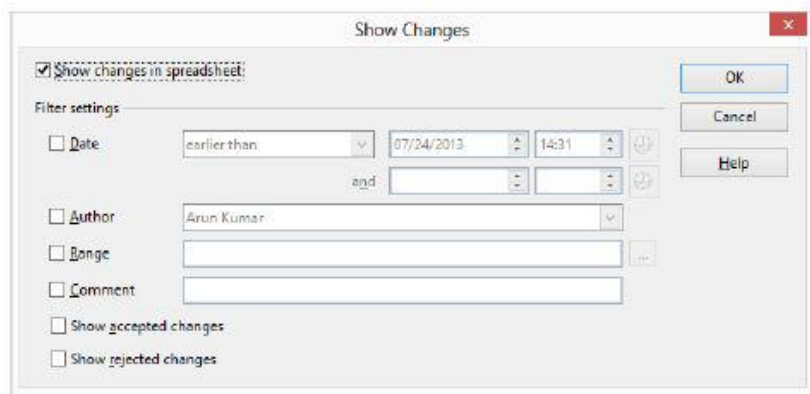 Show Changes
x
Show changes in spreadsheet
OK
Filter settings
Cancel
Date earlier than 07/24/2013 14:31
Help
and
Author Arun Kumar
Range ...
Comment
Show accepted changes
Show rejected changes